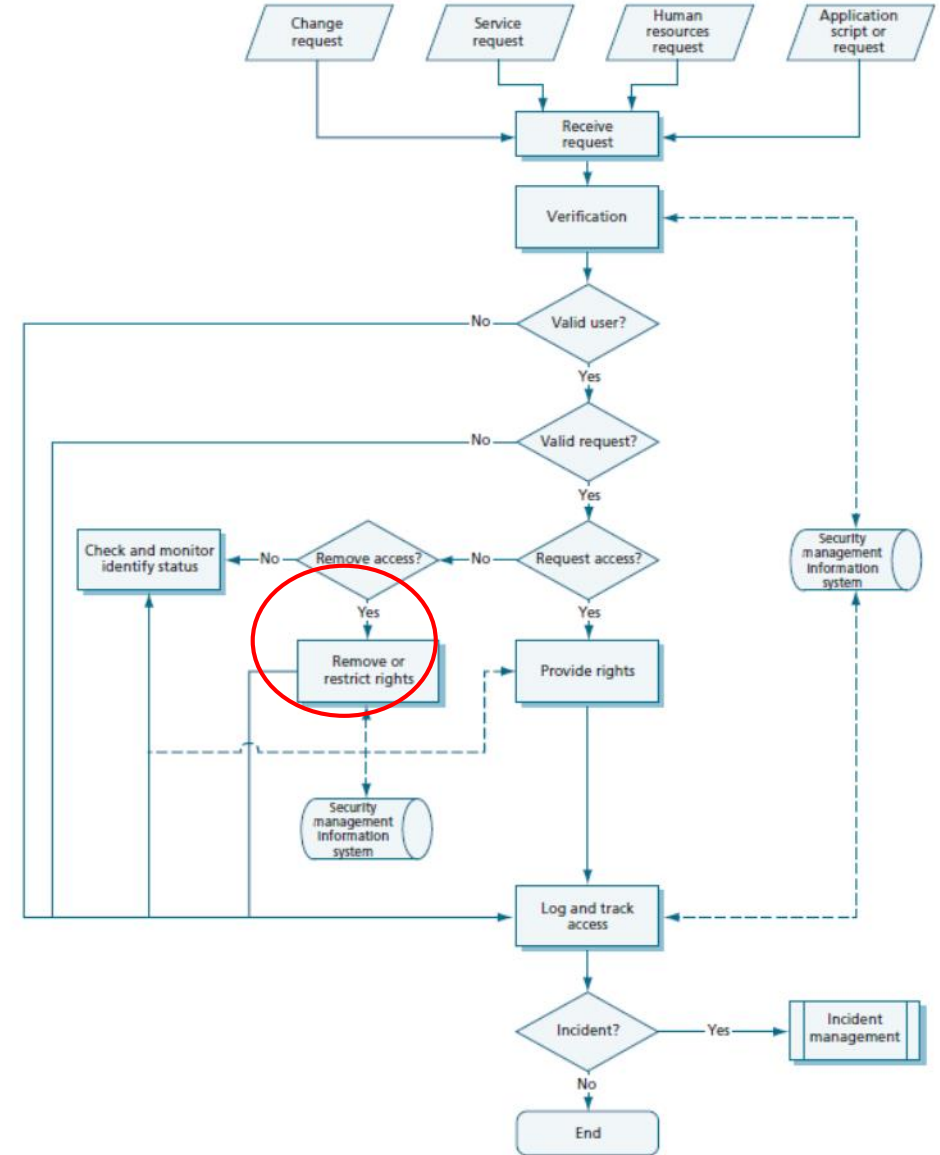 Change
request
Service
request
Human
resources
request
Application
script or
request
Receive
request
Verification
No
Valid user?
Yes
No
Valid request?
Yes
Check and monitor
identify status
No
Remove access?
No
Request access?
Security
management
information
system
Yes
Yes
Remove or
restrict rights
Provide rights
Security
management
information
system
Log and track
access
Incident?
Yes
Incident
management
No
End